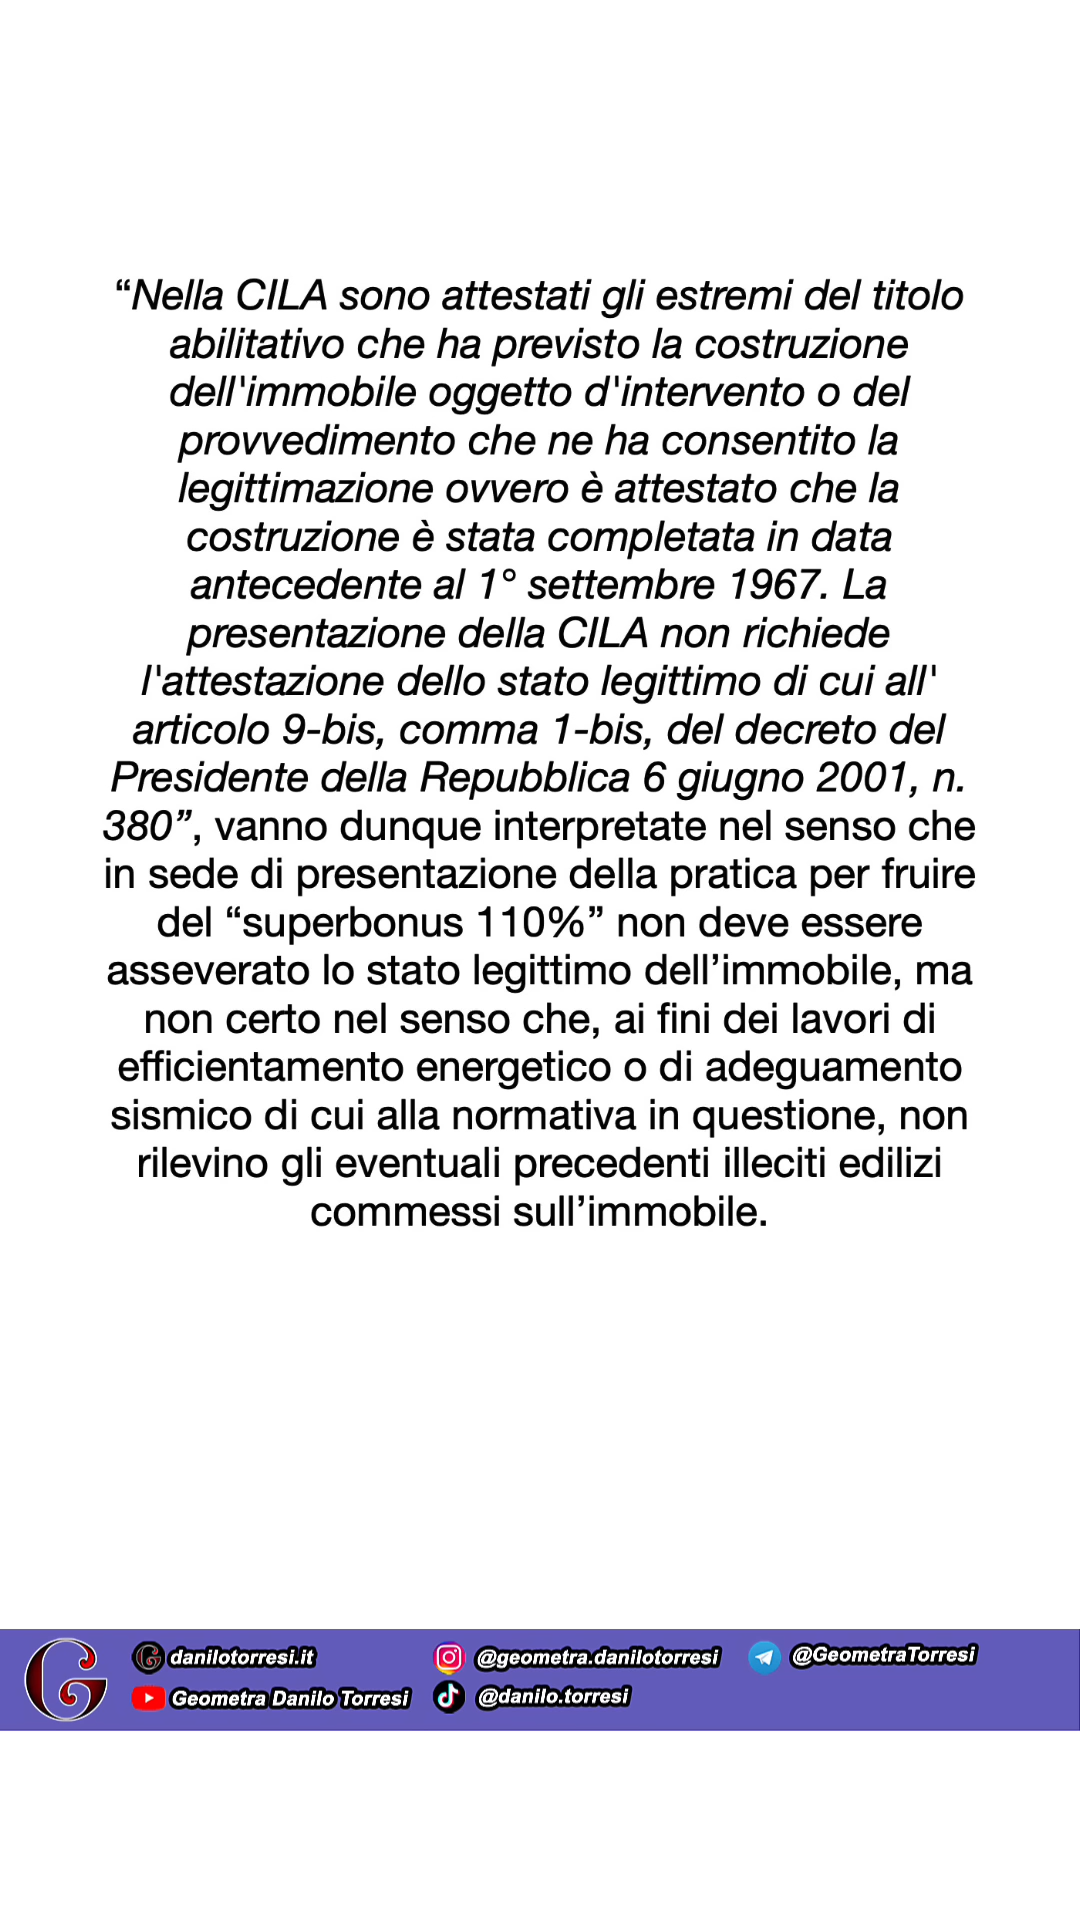 “Nella CILA sono attestati gli estremi del titolo
abilitativo che ha previsto la costruzione
dell'immobile oggetto d'intervento o del
provvedimento che ne ha consentito la
legittimazione ovvero è attestato che la
costruzione è stata completata in data
antecedente al 1° settembre 1967. La
presentazione della CILA non richiede
l'attestazione dello stato legittimo di cui all'
articolo 9-bis, comma 1-bis, del decreto del
Presidente della Repubblica 6 giugno 2001, n.
380”, vanno dunque interpretate nel senso che
in sede di presentazione della pratica per fruire
del “superbonus 110%” non deve essere
asseverato lo stato legittimo dell’immobile, ma
non certo nel senso che, ai fini dei lavori di
efficientamento energetico o di adeguamento
sismico di cui alla normativa in questione, non
rilevino gli eventuali precedenti illeciti edilizi
commessi sull’immobile.
G
danilotorresi.it
@geometra.danilotorresi
@GeometraTorresi
Geometra Danilo Torresi
@danilo.torresi